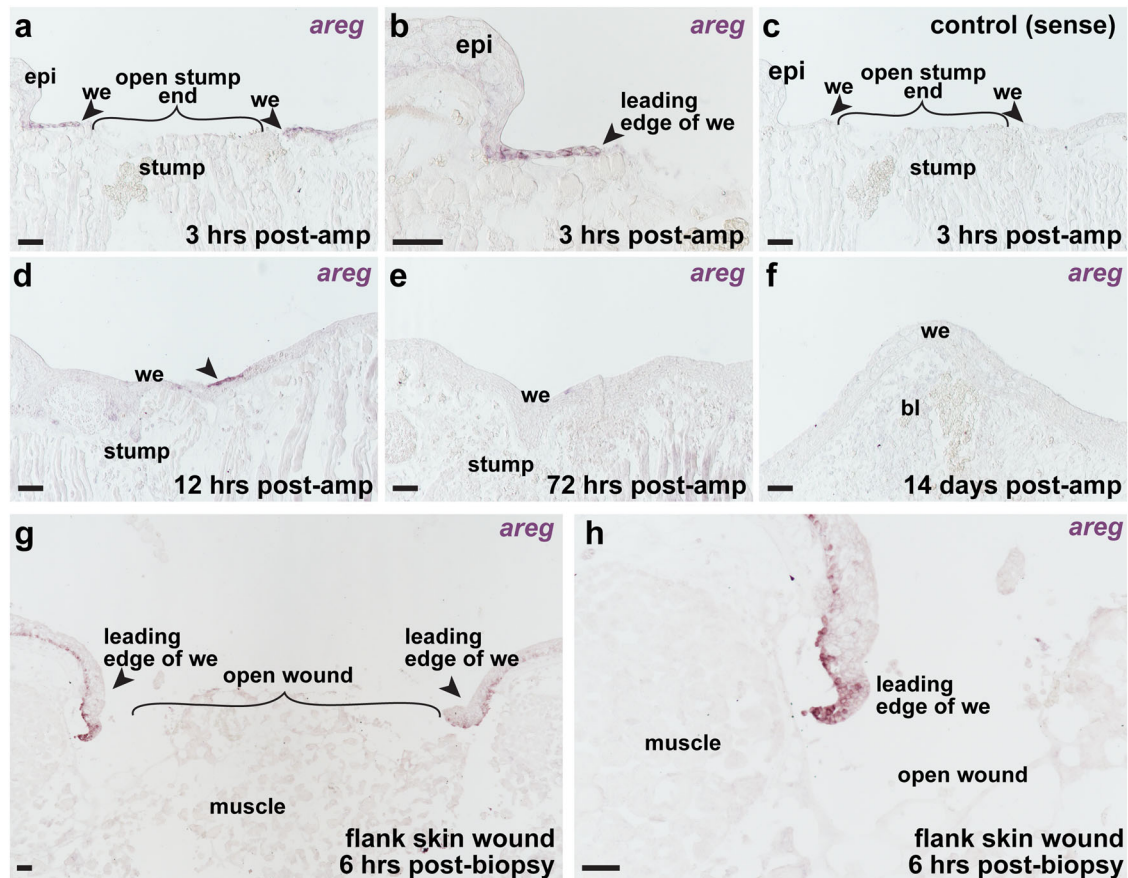 a
areg
epi
we
open stump
end
we
stump
3 hrs post-amp
b
areg
epi
leading
edge of we
3 hrs post-amp
c
control (sense)
epi
we
open stump
end
we
stump
3 hrs post-amp
d
areg
we
stump
12 hrs post-amp
e
areg
we
stump
72 hrs post-amp
f
areg
we
bl
14 days post-amp
g
areg
leading
edge of we
open wound
leading
edge of we
muscle
flank skin wound
6 hrs post-biopsy
h
areg
leading
edge of we
muscle
open wound
flank skin wound
6 hrs post-biopsy